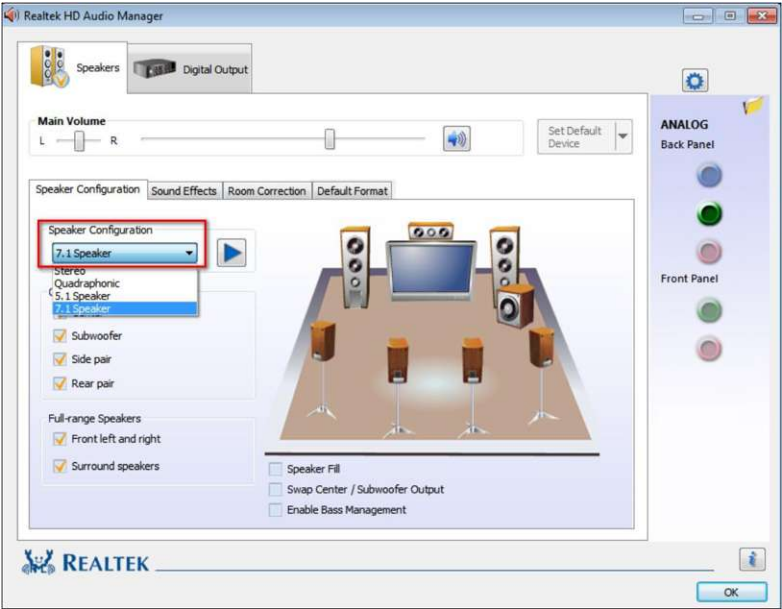 Realtek HD Audio Manager
Speakers
Digital Output
Main Volume
L
R
Set Default
Device
ANALOG
Back Panel
Speaker Configuration
Sound Effects
Room Correction
Default Format
Speaker Configuration
7.1 Speaker
Stereo
Quadraphonic
5.1 Speaker
7.1 Speaker
Subwoofer
Side pair
Rear pair
Front Panel
Full-range Speakers
Front left and right
Surround speakers
Speaker Fill
Swap Center / Subwoofer Output
Enable Bass Management
REALTEK
OK